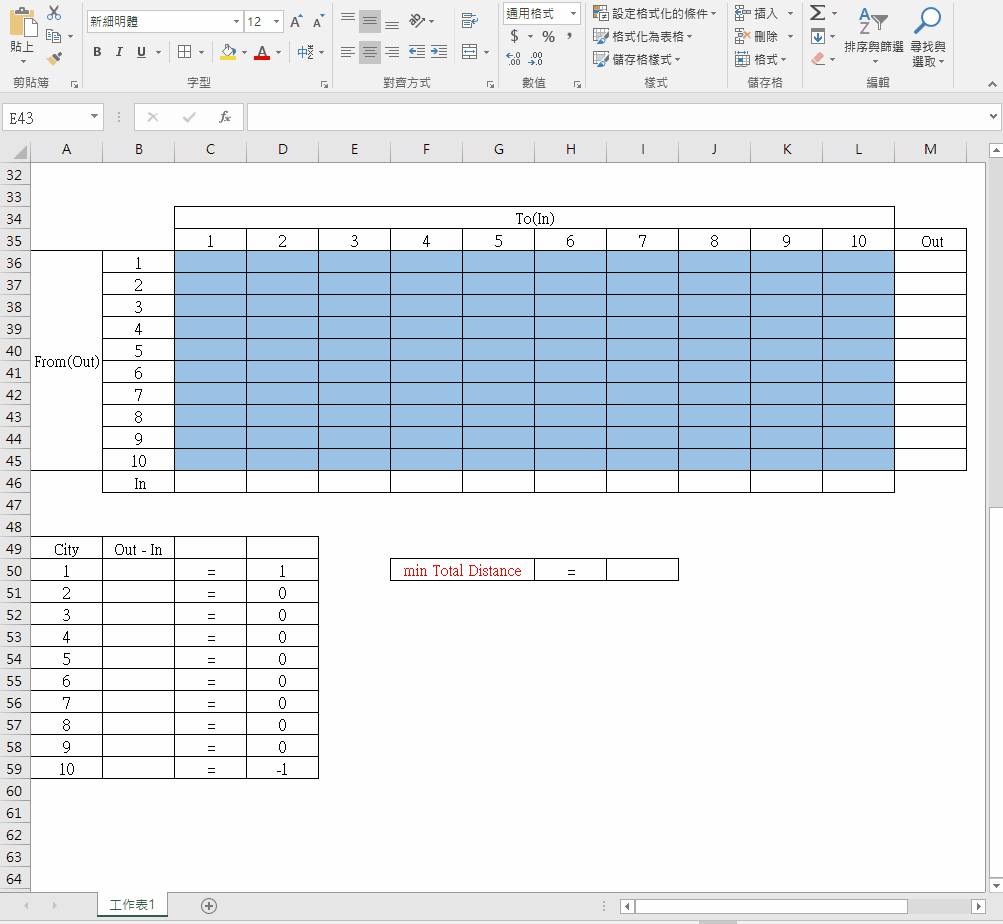 新細明體 12 通用格式 設定格式化的條件 插入
貼上 B I U A 中 $ % , 格式化為表格 刪除 排序與篩選 尋找與
儲存格樣式 格式 選取
剪貼簿 字型 對齊方式 數值 樣式 儲存格 編輯
E43 fx
A B C D E F G H I J K L M
32
33
34 To(In)
35 1 2 3 4 5 6 7 8 9 10 Out
36 1
37 2
38 3
39 4
40 5
From(Out)
41 6
42 7
43 8
44 9
45 10
46 In
47
48
49 City Out - In
50 1 = 1 min Total Distance =
51 2 = 0
52 3 = 0
53 4 = 0
54 5 = 0
55 6 = 0
56 7 = 0
57 8 = 0
58 9 = 0
59 10 = -1
60
61
62
63
64
工作表1